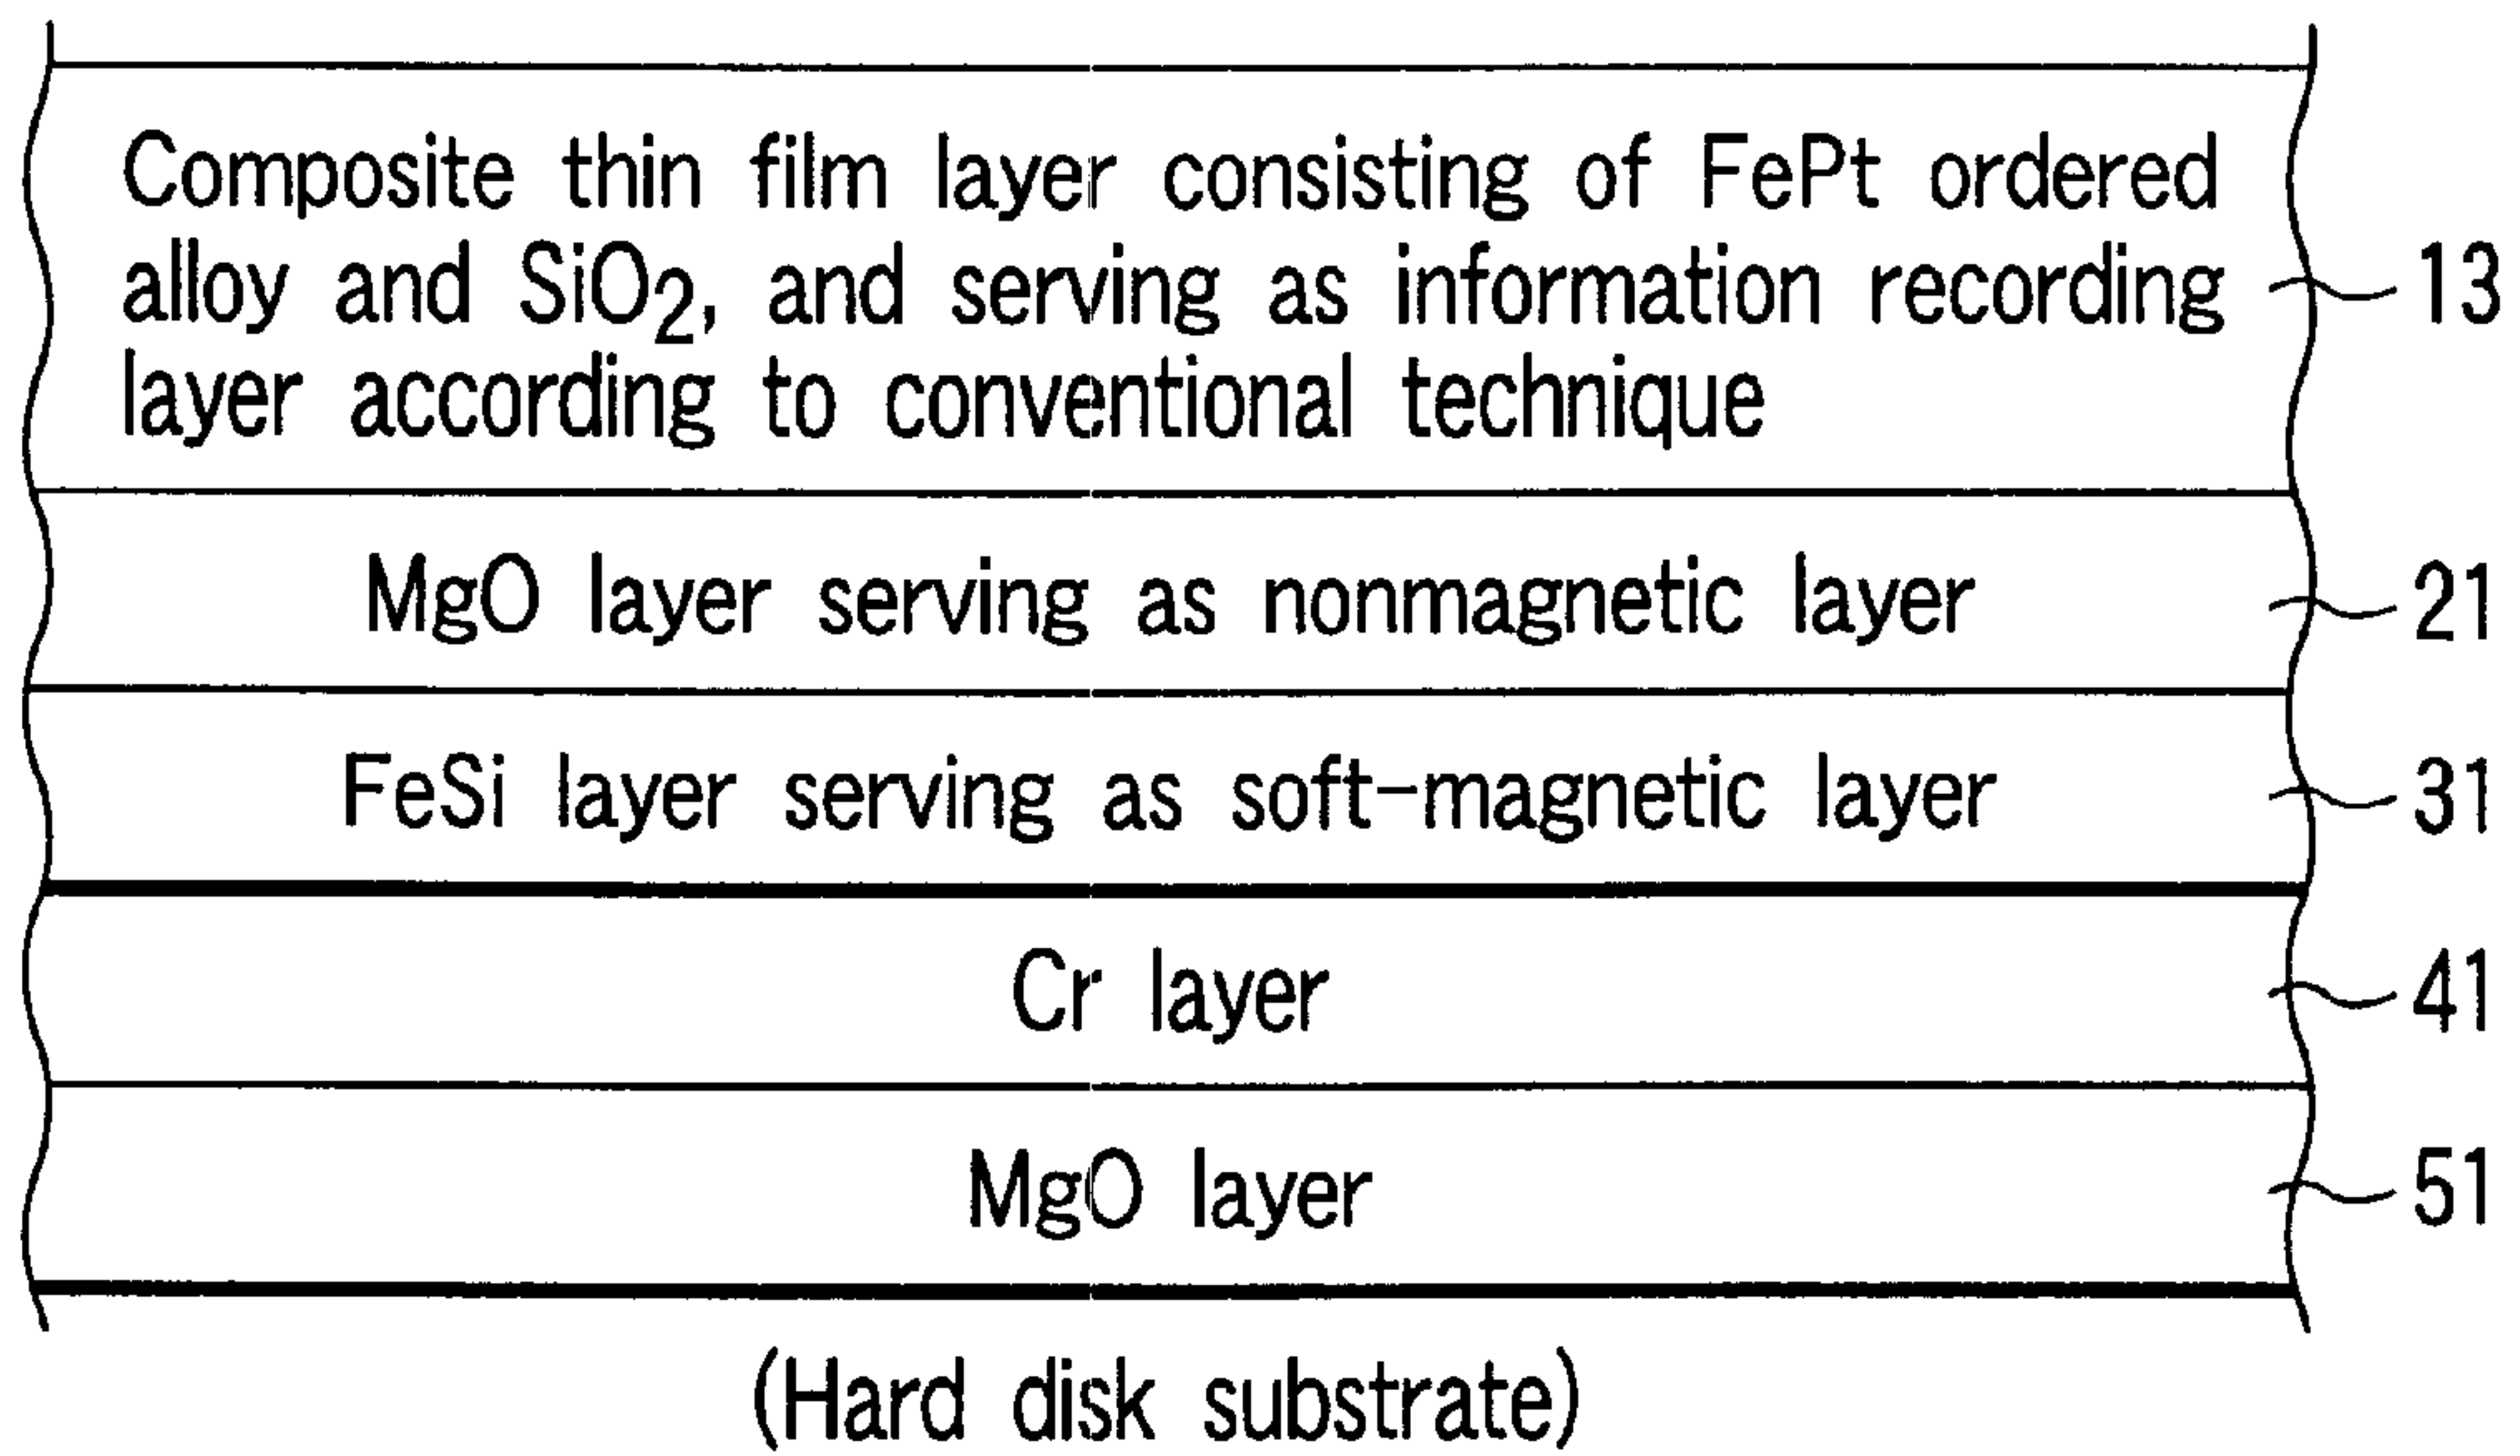 Composite thin film layer consisting of FePt ordered
alloy and SiO₂, and serving as information recording
13
layer according to conventional technique
MgO layer serving as nonmagnetic layer
21
FeSi layer serving as soft-magnetic layer
31
Cr layer
41
MgO layer
51
(Hard disk substrate)